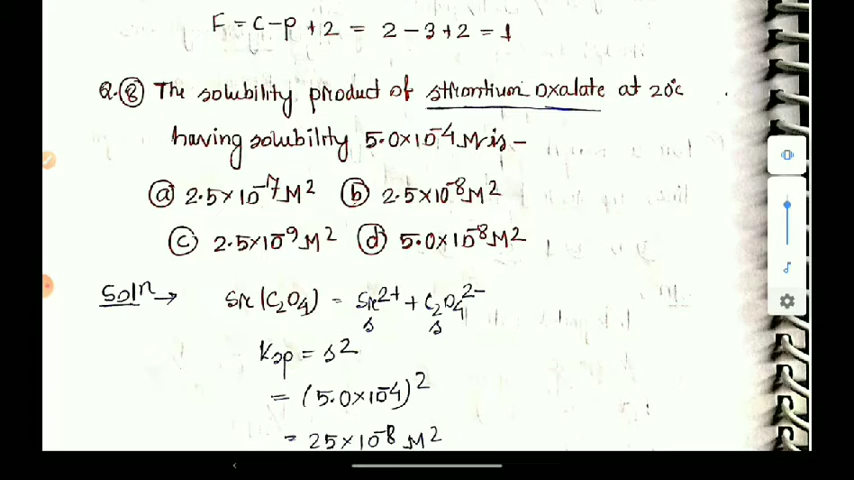 F = C-P+2 = 2-3+2 = 1
Q.⑧ The solubility product of strontium oxalate at 20°C
having solubility 5.0×10⁻⁴ M is -
ⓐ 2.5×10⁻⁷ M² ⓑ 2.5×10⁻⁸ M²
ⓒ 2.5×10⁻⁹ M² ⓓ 5.0×10⁻⁸ M²
Solⁿ → Sr(C₂O₄) = Sr²⁺ + C₂O₄²⁻
s s
Ksp = s²
= (5.0×10⁻⁴)²
= 25×10⁻⁸ M²